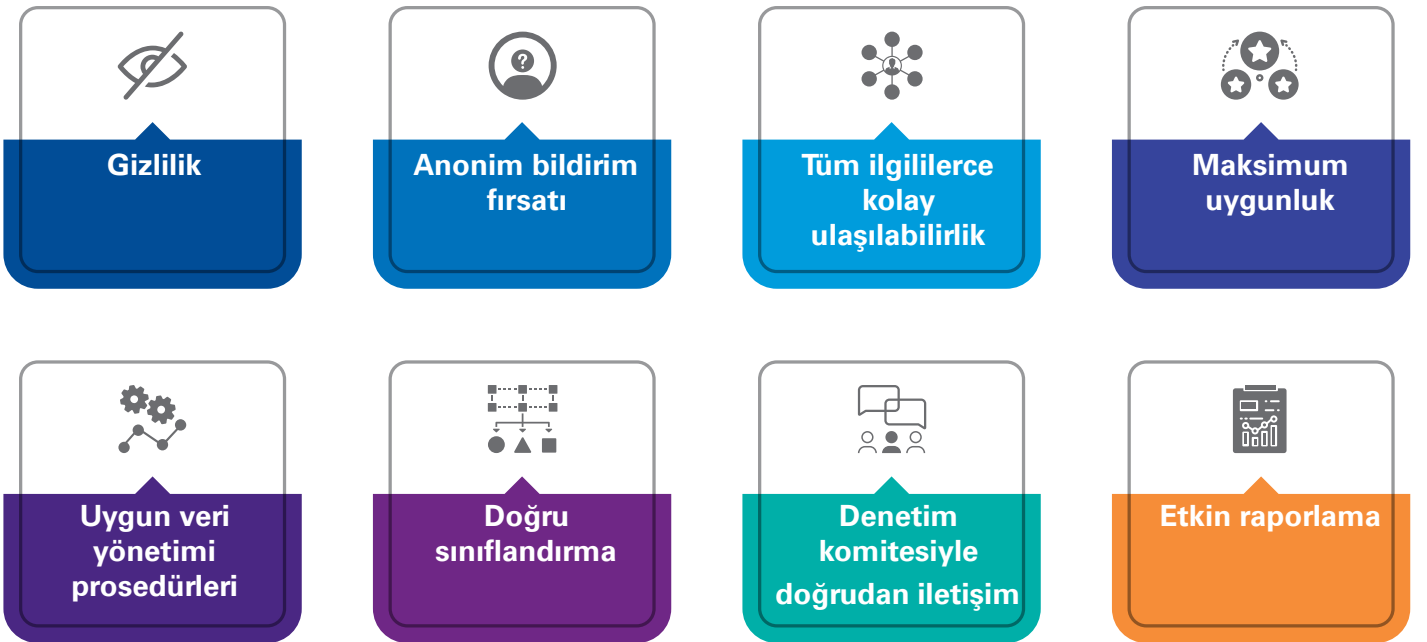 Gizlilik
Anonim bildirim
fırsatı
Tüm ilgililerce
kolay
ulaşılabilirlik
Maksimum
uygunluk
Uygun veri
yönetimi
prosedürleri
Doğru
sınıflandırma
Denetim
komitesiyle
doğrudan iletişim
Etkin raporlama